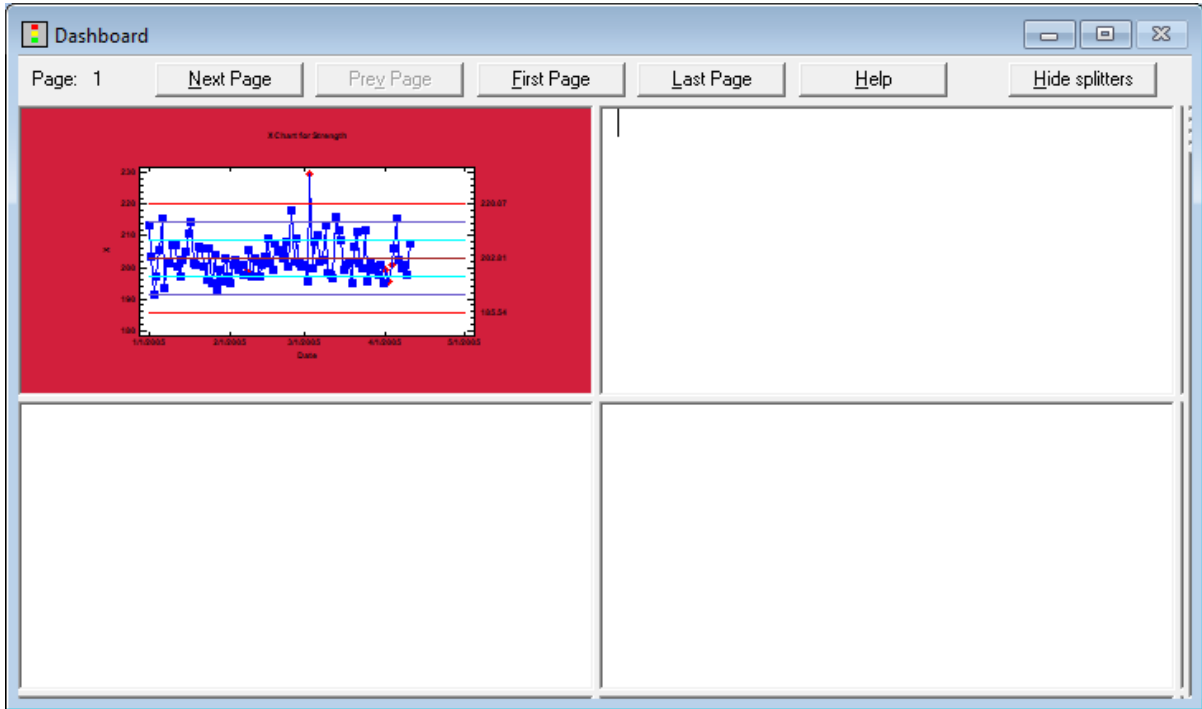 Dashboard
Page: 1 Next Page Prev Page First Page Last Page Help Hide splitters
X Chart for Strength
230
220
210
200
190
180
X
220.07
202.81
185.54
1/1/2005 2/1/2005 3/1/2005 4/1/2005 5/1/2005
Date